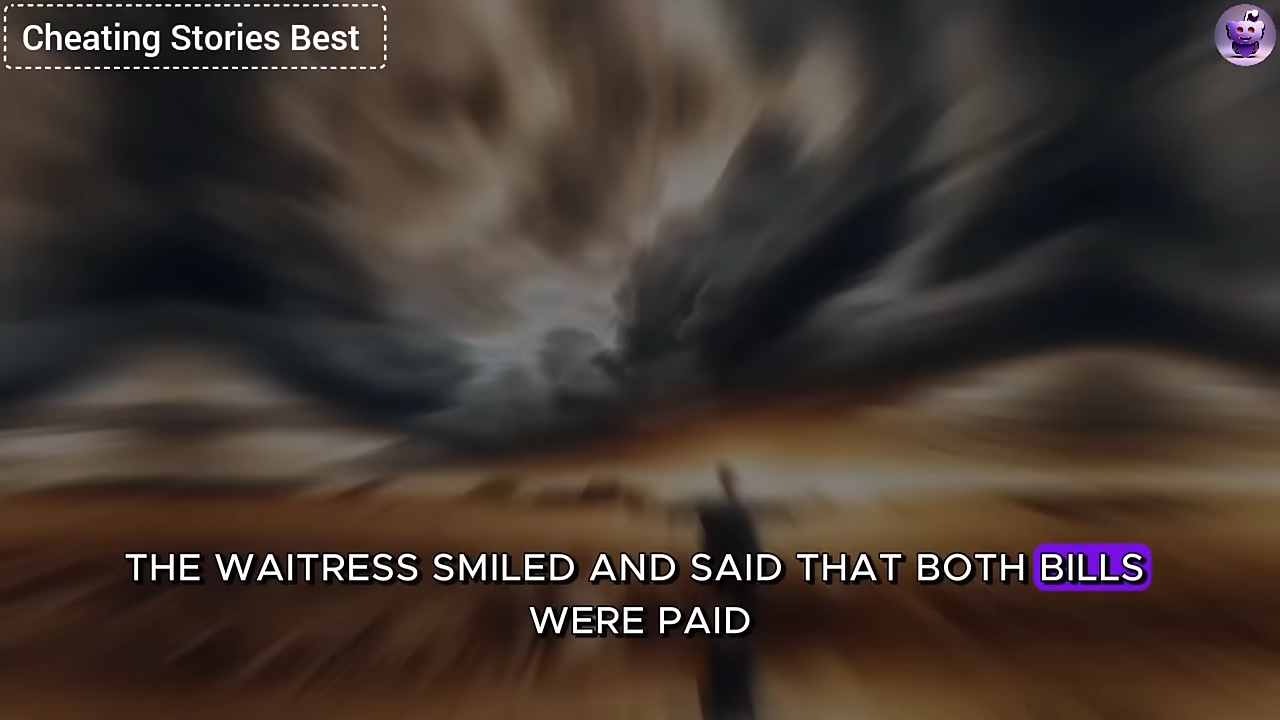 Cheating Stories Best
THE WAITRESS SMILED AND SAID THAT BOTH BILLS
WERE PAID